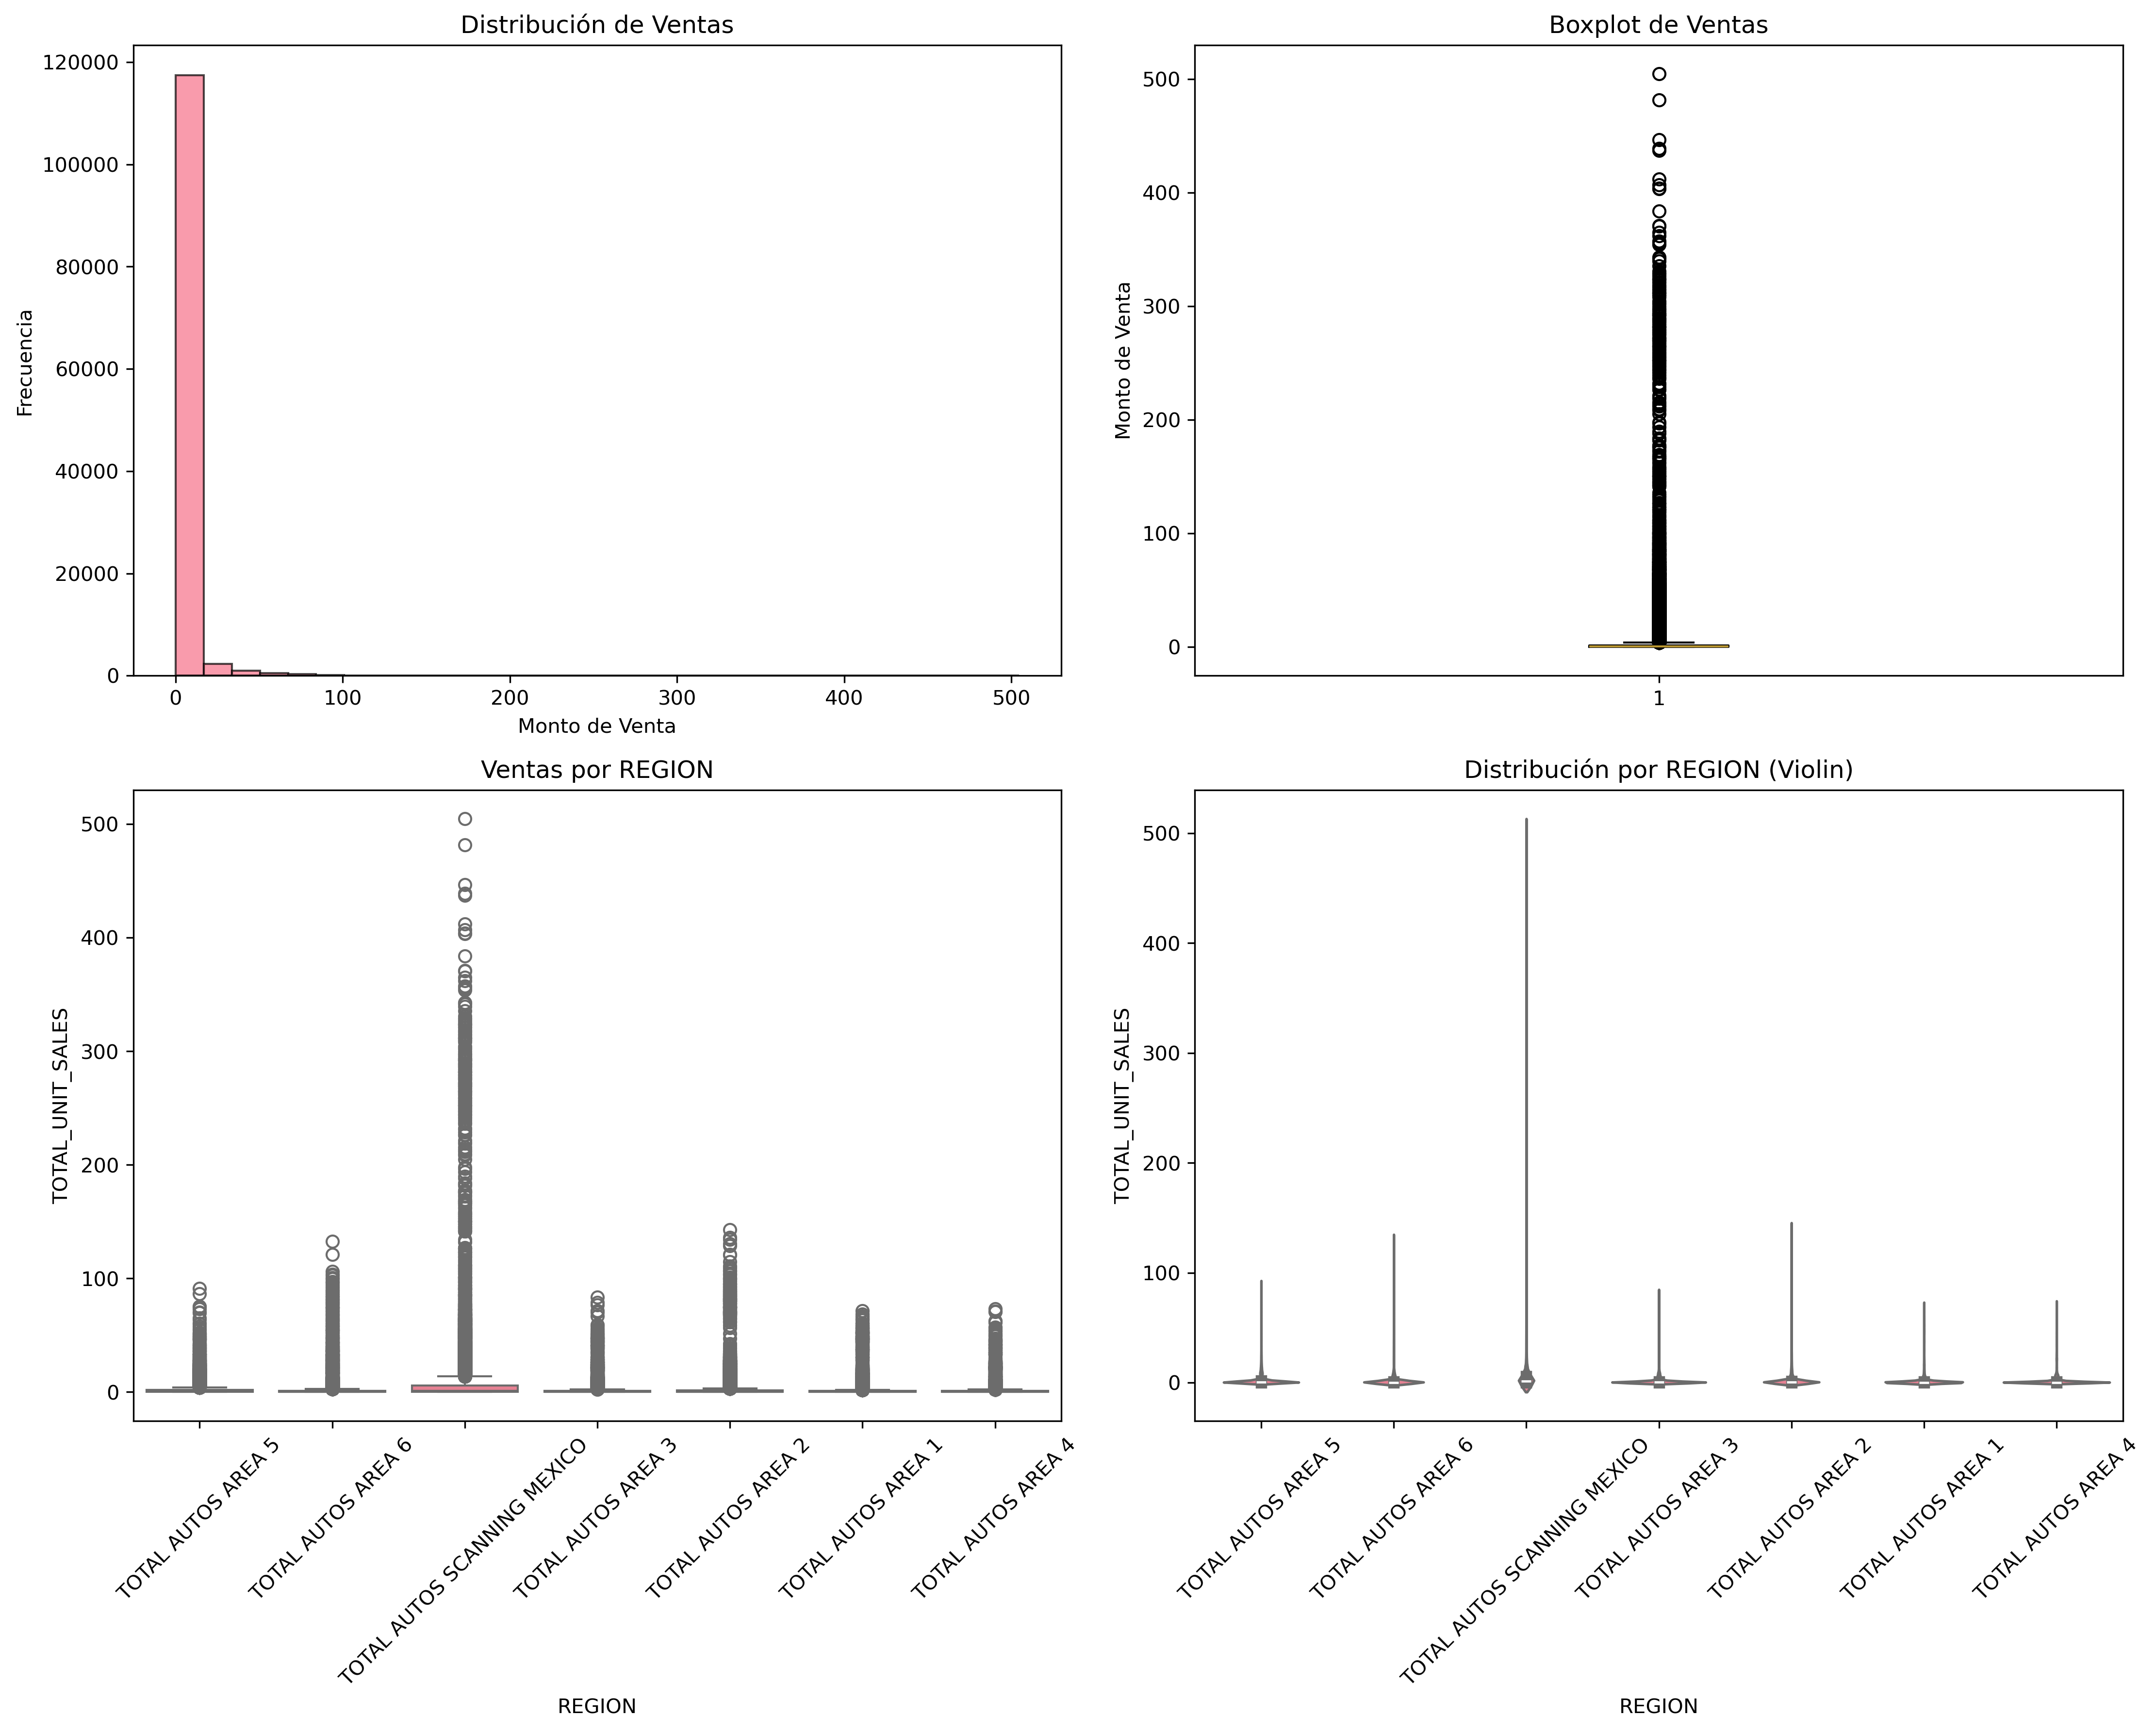 Distribución de Ventas
120000
100000
80000
60000
40000
20000
0
Frecuencia
0 100 200 300 400 500
Monto de Venta
Boxplot de Ventas
500
400
300
200
100
0
Monto de Venta
1
Ventas por REGION
500
400
300
200
100
0
TOTAL_UNIT_SALES
TOTAL AUTOS AREA 5
TOTAL AUTOS AREA 6
TOTAL AUTOS SCANNING MEXICO
TOTAL AUTOS AREA 3
TOTAL AUTOS AREA 2
TOTAL AUTOS AREA 1
TOTAL AUTOS AREA 4
REGION
Distribución por REGION (Violin)
500
400
300
200
100
0
TOTAL_UNIT_SALES
TOTAL AUTOS AREA 5
TOTAL AUTOS AREA 6
TOTAL AUTOS SCANNING MEXICO
TOTAL AUTOS AREA 3
TOTAL AUTOS AREA 2
TOTAL AUTOS AREA 1
TOTAL AUTOS AREA 4
REGION